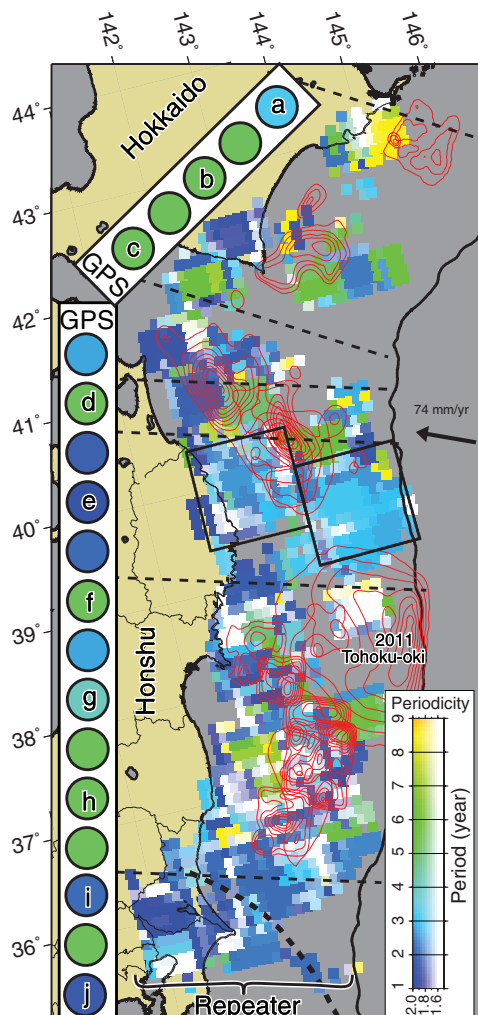 142° 143° 144° 145° 146°
44°
Hokkaido
a
b
43°
c
GPS
42°
GPS
d
41°
74 mm/yr
e
40°
f
39°
Honshu
2011
Tohoku-oki
g
38°
Periodicity
9
8
h
7
6
37°
5
Period (year)
4
i
3
36°
2
j
1
2.0
1.8
1.6
Repeater